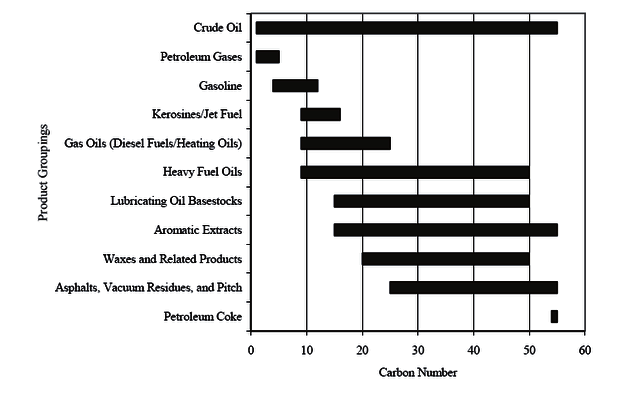 Crude Oil
Petroleum Gases
Gasoline
Kerosines/Jet Fuel
Gas Oils (Diesel Fuels/Heating Oils)
Heavy Fuel Oils
Lubricating Oil Basestocks
Aromatic Extracts
Waxes and Related Products
Asphalts, Vacuum Residues, and Pitch
Petroleum Coke
Product Groupings
0 10 20 30 40 50 60
Carbon Number